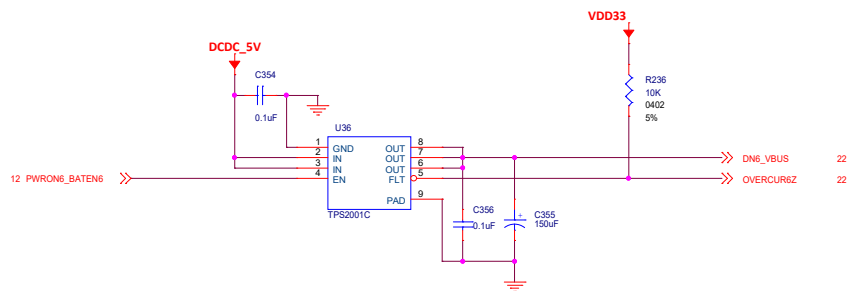 VDD33
DCDC_5V
C354
0.1uF
R236
10K
0402
5%
U36
1 GND OUT 8
2 IN OUT 7
3 IN OUT 6
4 EN FLT 5
PAD 9
TPS2001C
12 PWRON6_BATEN6
DN6_VBUS 22
OVERCUR6Z 22
C356
0.1uF
+
C355
150uF